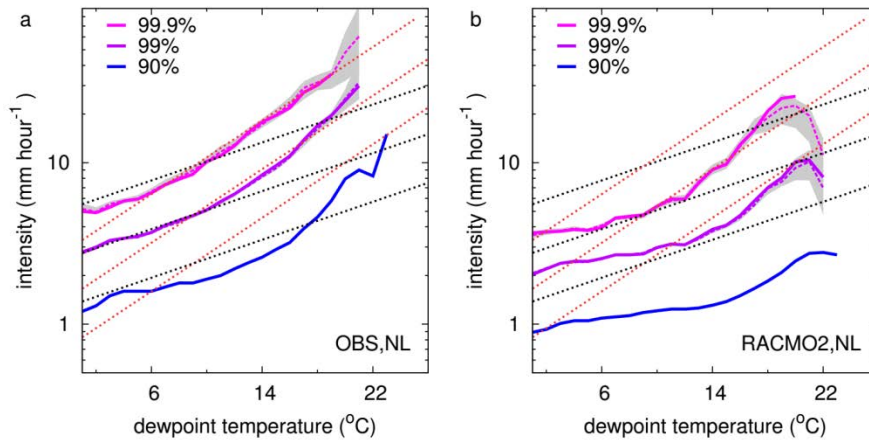 a
99.9%
99%
90%
10
1
intensity (mm hour⁻¹ )
OBS,NL
6 14 22
dewpoint temperature (°C)
b
99.9%
99%
90%
10
1
intensity (mm hour⁻¹ )
RACMO2,NL
6 14 22
dewpoint temperature (°C)